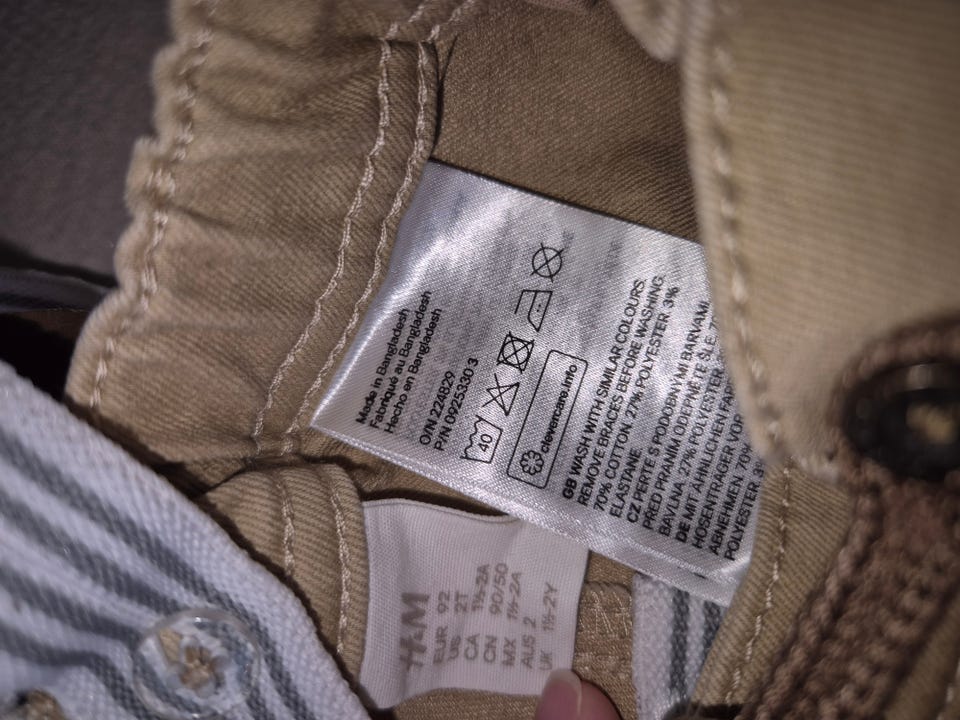 Made in Bangladesh
Fabriqué au Bangladesh
Hecho en Bangladesh
O/N 224829
P/N 0925330 3
40
clevercare.info
GB WASH WITH SIMILAR COLOURS.
REMOVE BRACES BEFORE WASHING.
70% COTTON, 27% POLYESTER, 3%
ELASTANE
CZ PERTE S PODOBNÝMI BARVAMI.
PŘED PRANÍM ODEPNĚTE ŠLE.
BAVLNA, 27% POLYESTER,
DE MIT ÄHNLICHEN
HOSENTRÄGER VOR
ABNEHMEN. 70%
POLYESTER, 3%
H&M
EUR 92
US 2T
CA 1½-2A
CN 90/50
MX 1½-2A
AUS 2
UK 1½-2Y